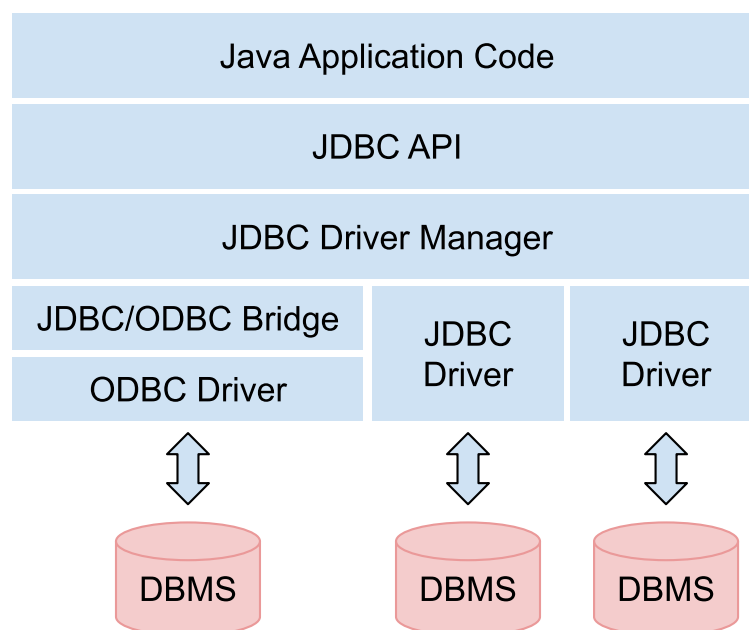 Java Application Code
JDBC API
JDBC Driver Manager
JDBC/ODBC Bridge
ODBC Driver
JDBC
Driver
JDBC
Driver
DBMS
DBMS
DBMS